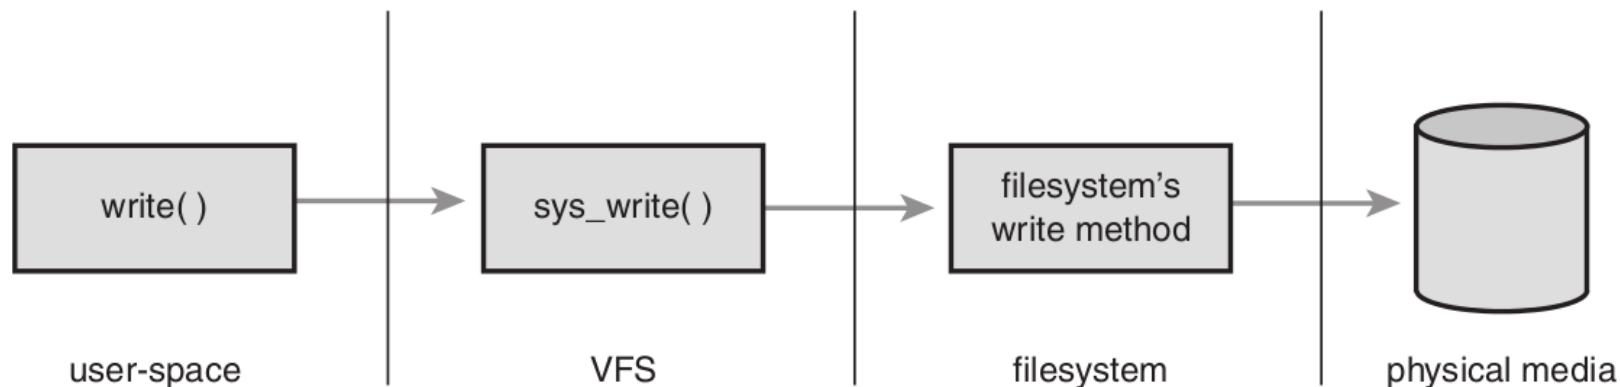 write( )
sys_write( )
filesystem’s
write method
user-space
VFS
filesystem
physical media